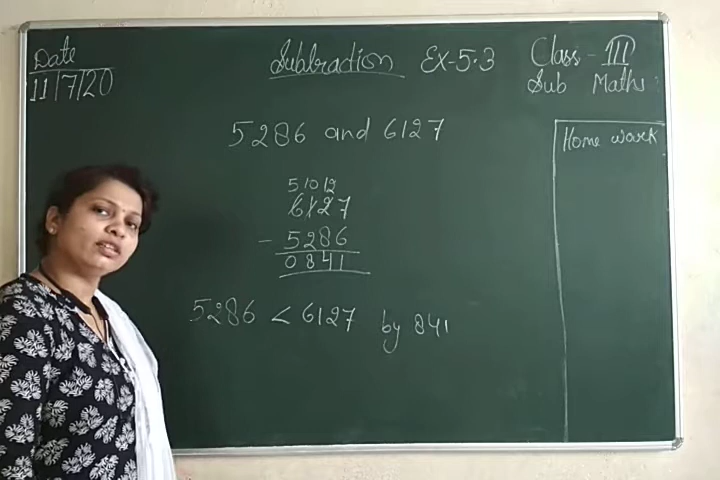 Date
11/7/20
Subtraction Ex-5.3
Class - III
Sub Maths
5286 and 6127
Home work
5 10 12
6127
- 5286
0841
5286 < 6127 by 841